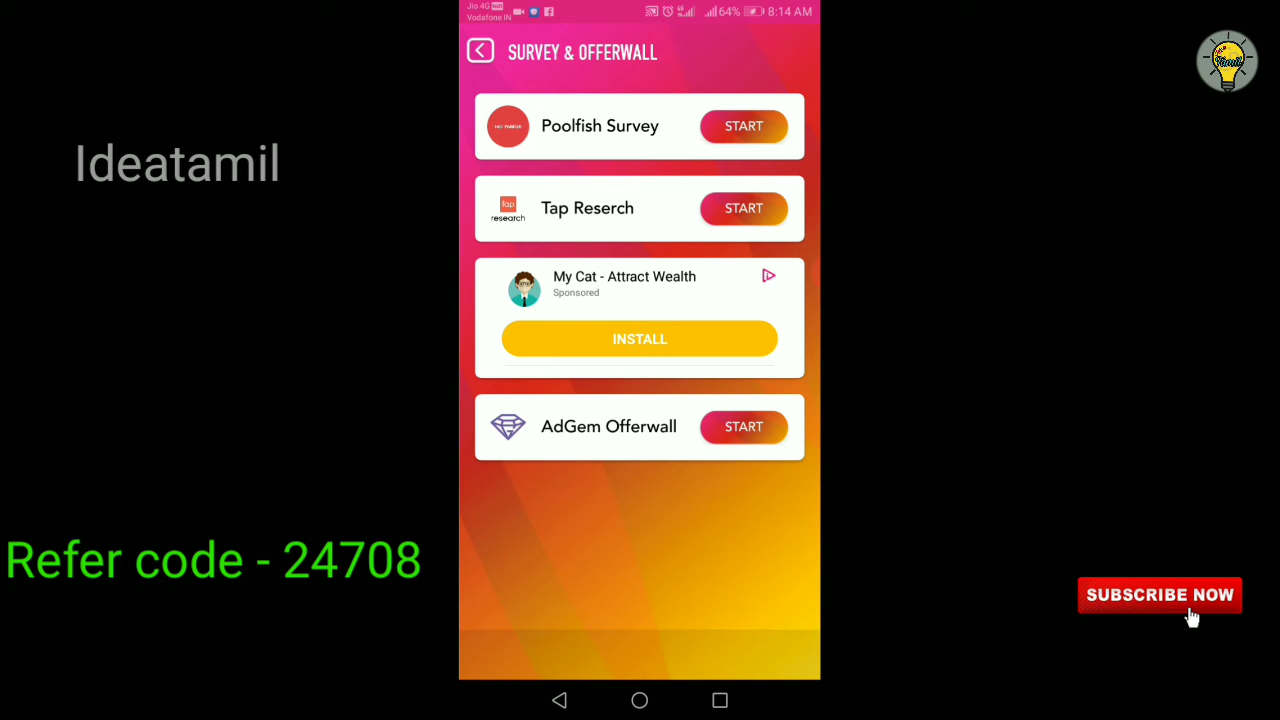 Jio 4G
Vodafone IN
64%
8:14 AM
SURVEY & OFFERWALL
Poolfish Survey
START
tap
research
Tap Reserch
START
My Cat - Attract Wealth
Sponsored
INSTALL
AdGem Offerwall
START
Ideatamil
Refer code - 24708
SUBSCRIBE NOW